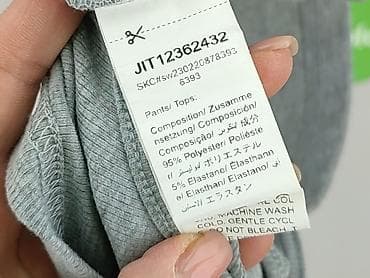 JIT12362432
SKC#sw230220878393
6393
Pants/ Tops:
Composition/ Zusamme
nsetzung/ Composición/
Composição/ 成分
95% Polyester/ Poliéste
ポリエステル
5% Elastane/ Elasthann
e/ Elasthan/ Elastano/
エラスタン
MACHINE WASH
COLD, GENTLE CYCL
DO NOT BLEACH